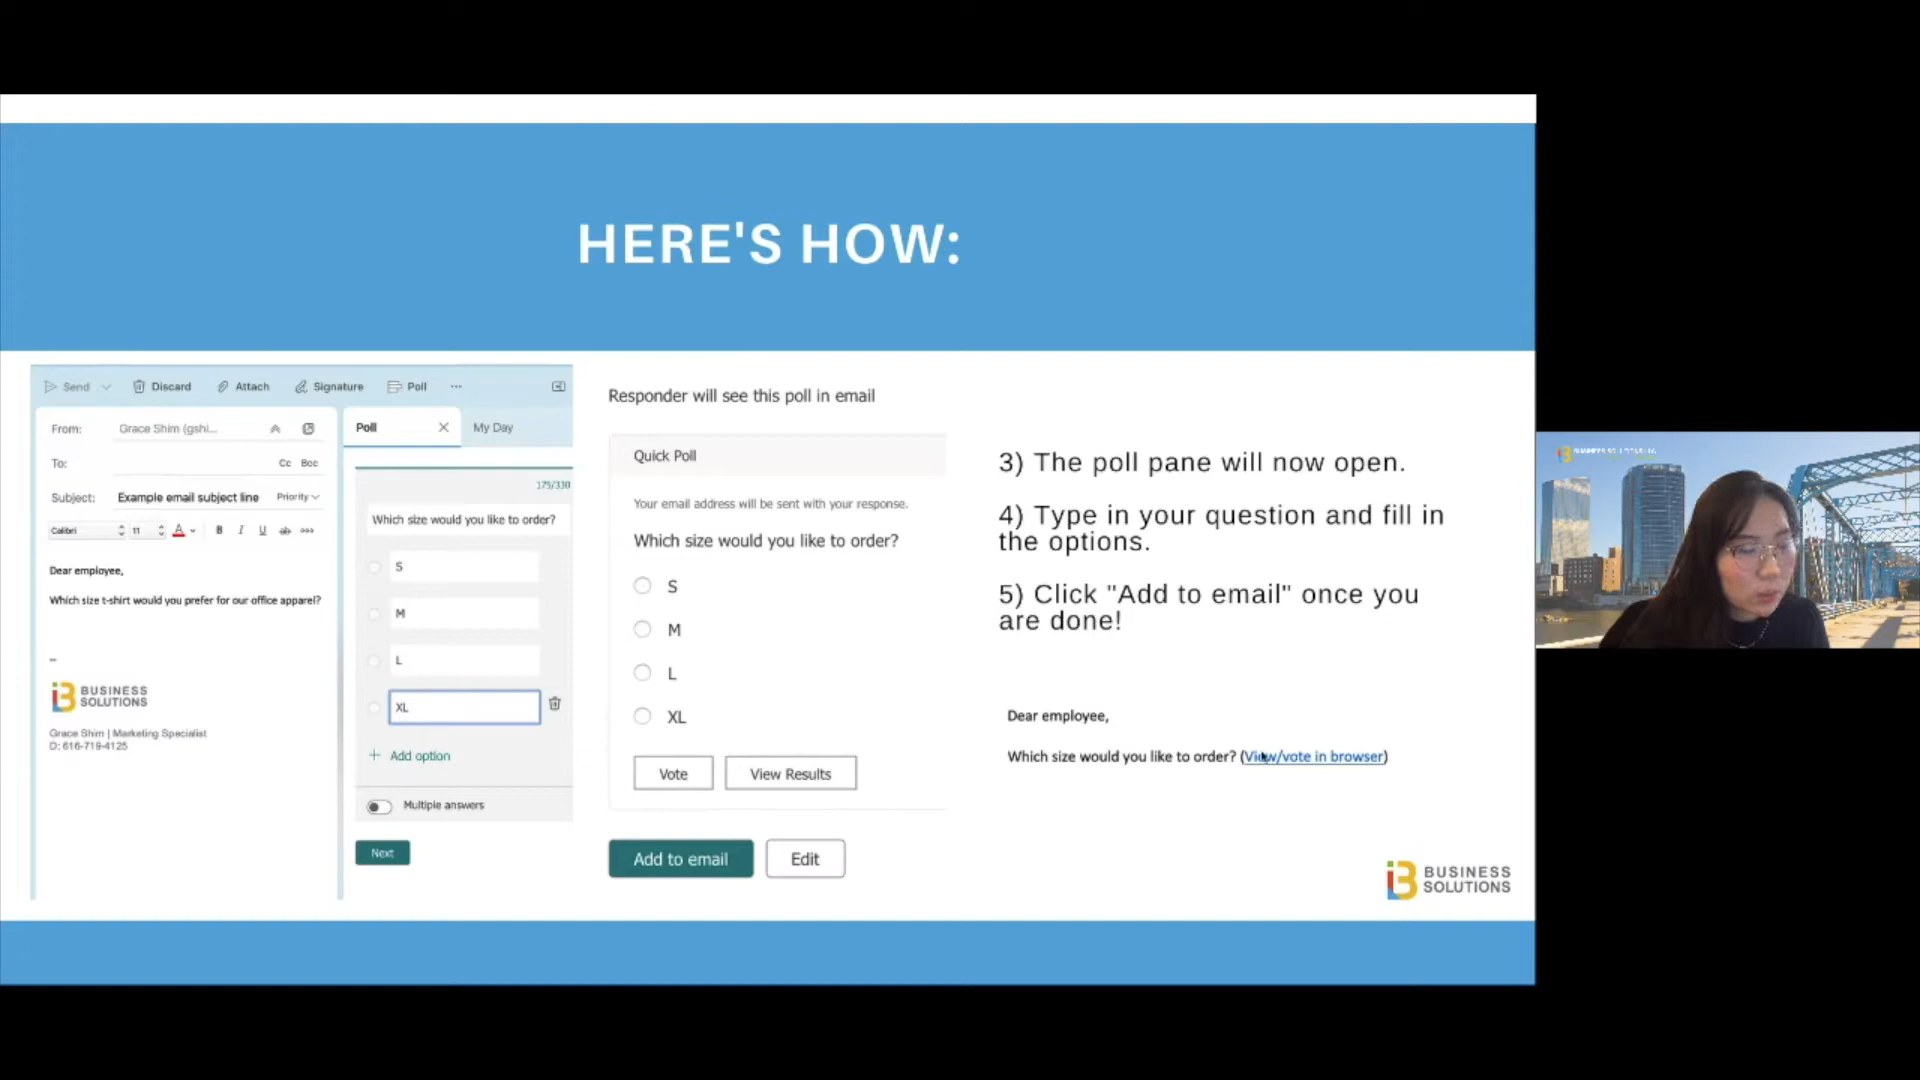 HERE'S HOW:
Send
Discard
Attach
Signature
Poll
···
From:
Grace Shim (gshi...
To:
Cc Bcc
Subject:
Example email subject line
Priority
Calibri
11
A
B
I
U
ab
Dear employee,
Which size t-shirt would you prefer for our office apparel?
--
BUSINESS
SOLUTIONS
Grace Shim | Marketing Specialist
D: 616-719-4125
Poll
My Day
175/330
Which size would you like to order?
S
M
L
XL
+ Add option
Multiple answers
Next
Responder will see this poll in email
Quick Poll
Your email address will be sent with your response.
Which size would you like to order?
S
M
L
XL
Vote
View Results
Add to email
Edit
3) The poll pane will now open.
4) Type in your question and fill in
the options.
5) Click "Add to email" once you
are done!
Dear employee,
Which size would you like to order? (View/vote in browser)
iB BUSINESS
SOLUTIONS